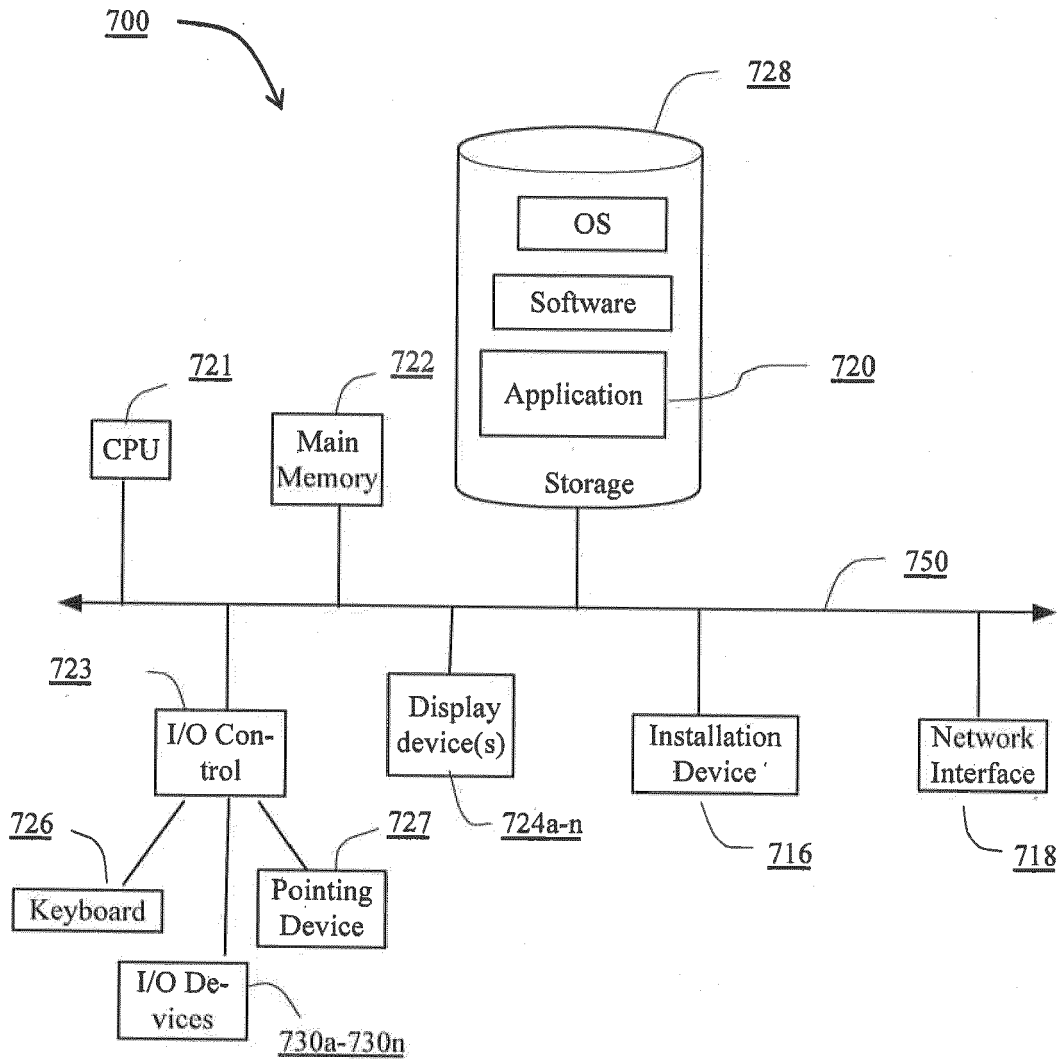 700
728
OS
Software
Application
720
Storage
721
CPU
722
Main
Memory
750
723
I/O Con-
trol
Display
device(s)
724a-n
Installation
Device
716
Network
Interface
718
726
Keyboard
727
Pointing
Device
I/O De-
vices
730a-730n